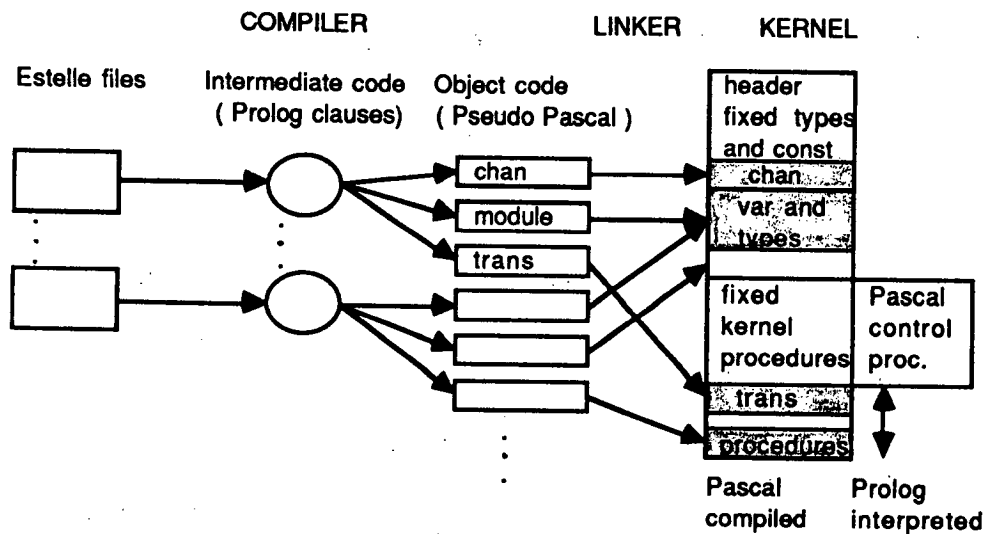 COMPILER
LINKER
KERNEL
Estelle files
Intermediate code
( Prolog clauses)
Object code
( Pseudo Pascal )
header
fixed types
and const
chan
var and
types
chan
module
trans
fixed
kernel
procedures
Pascal
control
proc.
trans
procedures
Pascal
compiled
Prolog
interpreted